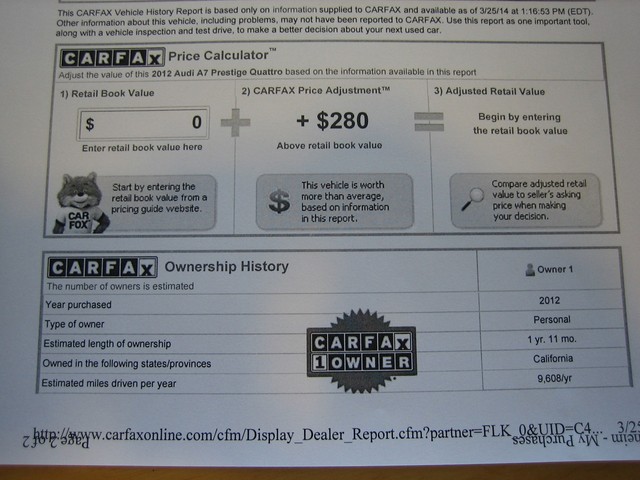 This CARFAX Vehicle History Report is based only on information supplied to CARFAX and available as of 3/25/14 at 1:16:53 PM (EDT).
Other information about this vehicle, including problems, may not have been reported to CARFAX. Use this report as one important tool,
along with a vehicle inspection and test drive, to make a better decision about your next used car.
CARFAX Price Calculator™
Adjust the value of this 2012 Audi A7 Prestige Quattro based on the information available in this report
1) Retail Book Value
$ 0
Enter retail book value here
+
2) CARFAX Price Adjustment™
+ $280
Above retail book value
=
3) Adjusted Retail Value
Begin by entering
the retail book value
CAR
FOX
Start by entering the
retail book value from a
pricing guide website.
$
This vehicle is worth
more than average,
based on information
in this report.
Compare adjusted retail
value to seller's asking
price when making
your decision.
CARFAX Ownership History
The number of owners is estimated
Owner 1
Year purchased 2012
Type of owner Personal
Estimated length of ownership 1 yr. 11 mo.
Owned in the following states/provinces California
Estimated miles driven per year 9,608/yr
CARFAX
1 OWNER
http://www.carfaxonline.com/cfm/Display_Dealer_Report.cfm?partner=FLK_0&UID=C4... 3/25
Page 2 of 2
- My Purchases